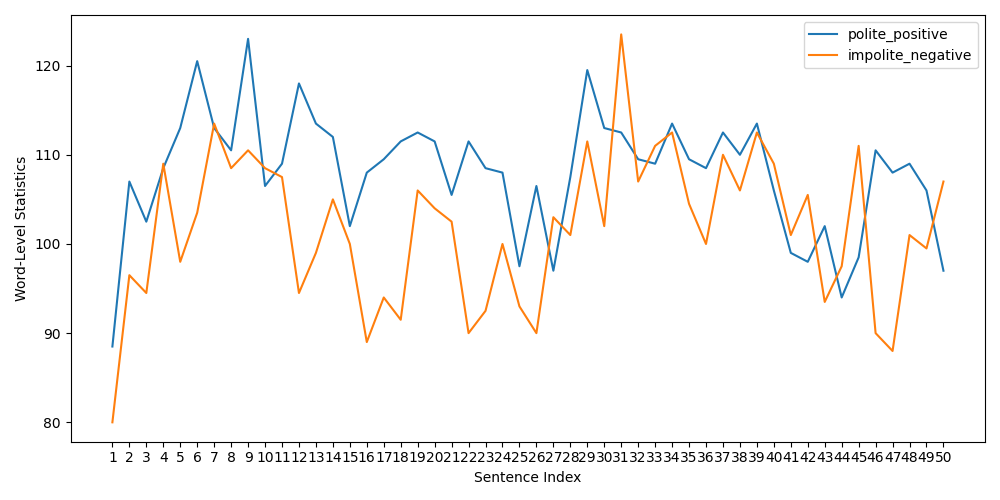 polite_positive
impolite_negative
120
110
100
90
80
Word-Level Statistics
1 2 3 4 5 6 7 8 9 10 11 12 13 14 15 16 17 18 19 20 21 22 23 24 25 26 27 28 29 30 31 32 33 34 35 36 37 38 39 40 41 42 43 44 45 46 47 48 49 50
Sentence Index